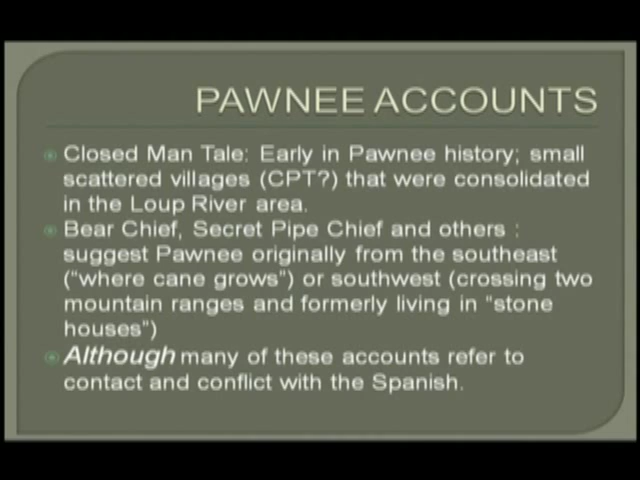 PAWNEE ACCOUNTS
Closed Man Tale: Early in Pawnee history; small
scattered villages (CPT?) that were consolidated
in the Loup River area.
Bear Chief, Secret Pipe Chief and others :
suggest Pawnee originally from the southeast
("where cane grows") or southwest (crossing two
mountain ranges and formerly living in "stone
houses")
Although many of these accounts refer to
contact and conflict with the Spanish.